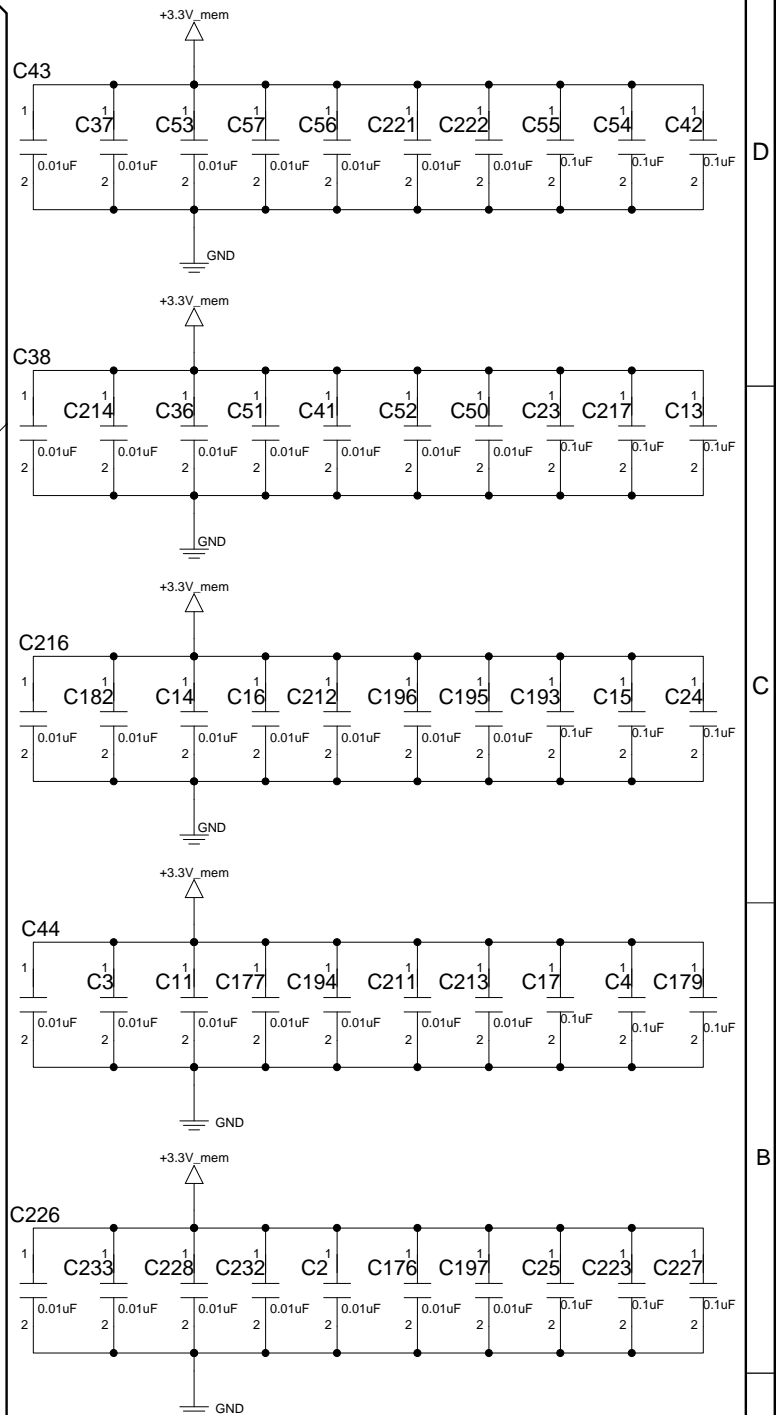 +3.3V_mem
C43
1 1 1 1 1 1 1 1 1 1
C37 C53 C57 C56 C221 C222 C55 C54 C42
D
0.01uF 0.01uF 0.01uF 0.01uF 0.01uF 0.01uF 0.01uF 0.1uF 0.1uF 0.1uF
2 2 2 2 2 2 2 2 2 2
GND
+3.3V_mem
C38
1 1 1 1 1 1 1 1 1 1
C214 C36 C51 C41 C52 C50 C23 C217 C13
0.01uF 0.01uF 0.01uF 0.01uF 0.01uF 0.01uF 0.01uF 0.1uF 0.1uF 0.1uF
2 2 2 2 2 2 2 2 2 2
GND
+3.3V_mem
C216
1 1 1 1 1 1 1 1 1 1
C182 C14 C16 C212 C196 C195 C193 C15 C24
C
0.01uF 0.01uF 0.01uF 0.01uF 0.01uF 0.01uF 0.01uF 0.1uF 0.1uF 0.1uF
2 2 2 2 2 2 2 2 2 2
GND
+3.3V_mem
C44
1 1 1 1 1 1 1 1 1 1
C3 C11 C177 C194 C211 C213 C17 C4 C179
0.01uF 0.01uF 0.01uF 0.01uF 0.01uF 0.01uF 0.01uF 0.1uF 0.1uF 0.1uF
2 2 2 2 2 2 2 2 2 2
GND
B
+3.3V_mem
C226
1 1 1 1 1 1 1 1 1 1
C233 C228 C232 C2 C176 C197 C25 C223 C227
0.01uF 0.01uF 0.01uF 0.01uF 0.01uF 0.01uF 0.01uF 0.1uF 0.1uF 0.1uF
2 2 2 2 2 2 2 2 2 2
GND